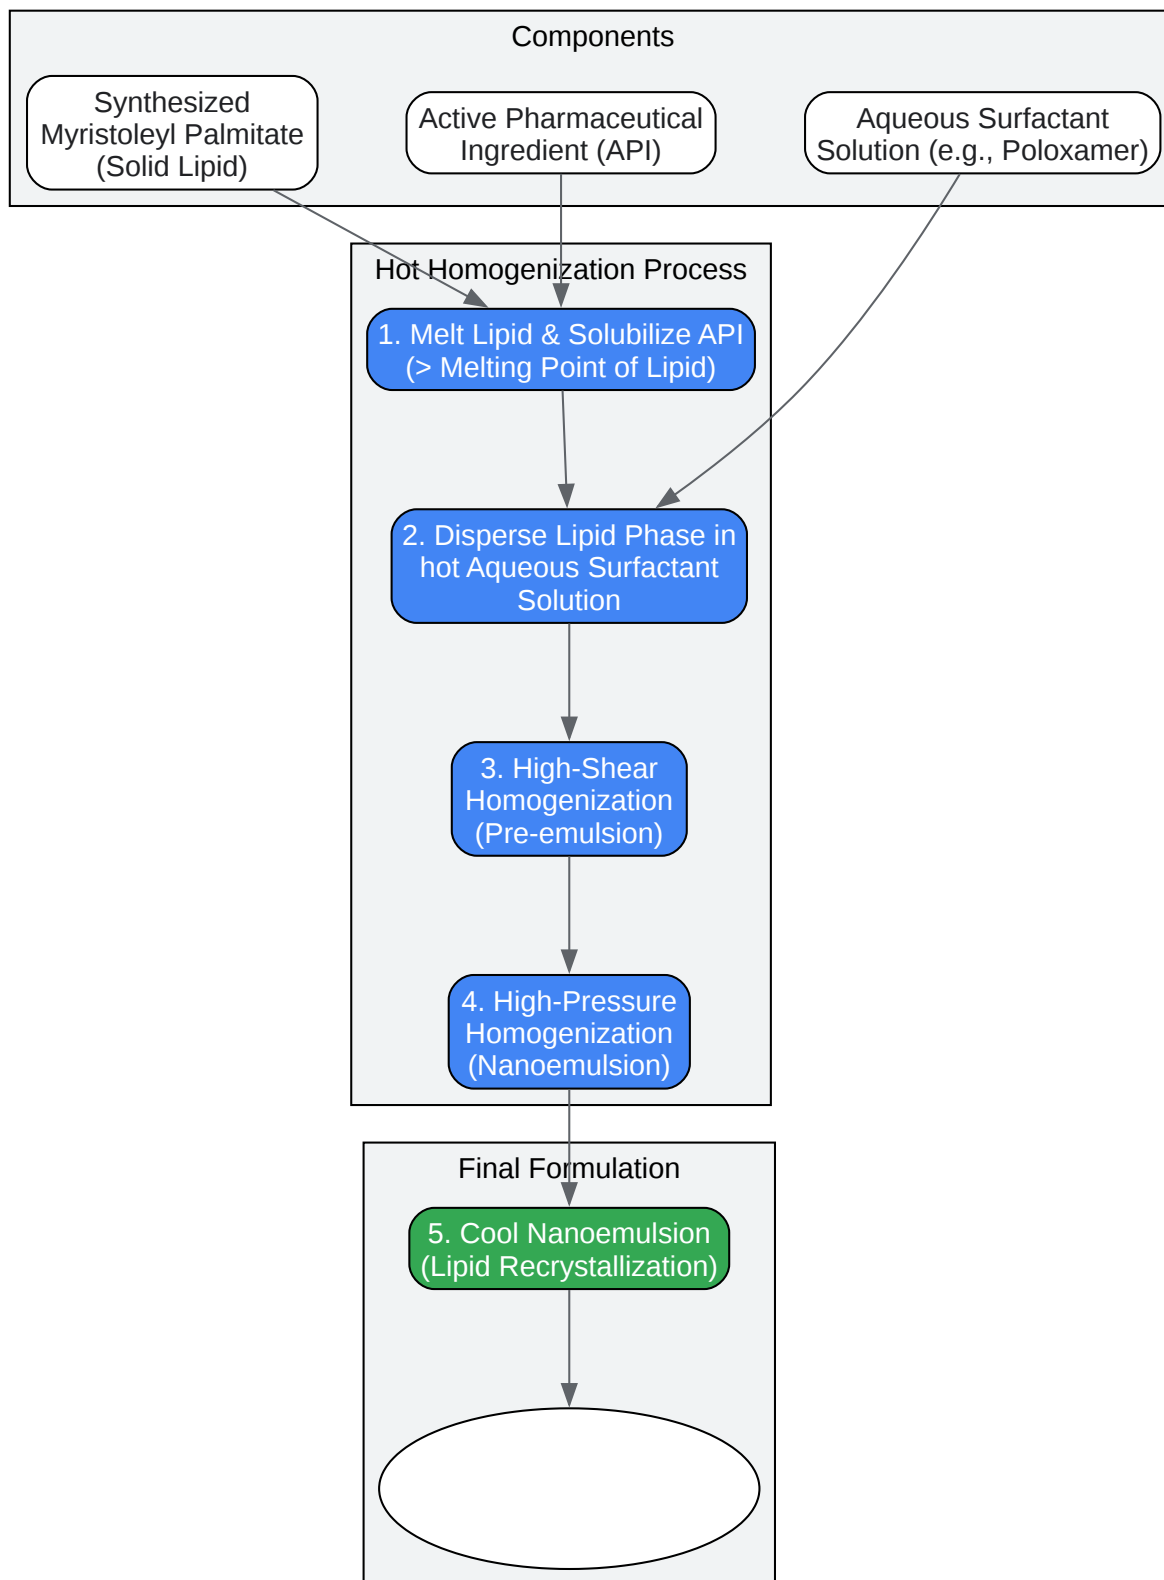 Components
Synthesized
Myristoleyl Palmitate
(Solid Lipid)
Active Pharmaceutical
Ingredient (API)
Aqueous Surfactant
Solution (e.g., Poloxamer)
Hot Homogenization Process
1. Melt Lipid & Solubilize API
(> Melting Point of Lipid)
2. Disperse Lipid Phase in
hot Aqueous Surfactant
Solution
3. High-Shear
Homogenization
(Pre-emulsion)
4. High-Pressure
Homogenization
(Nanoemulsion)
Final Formulation
5. Cool Nanoemulsion
(Lipid Recrystallization)